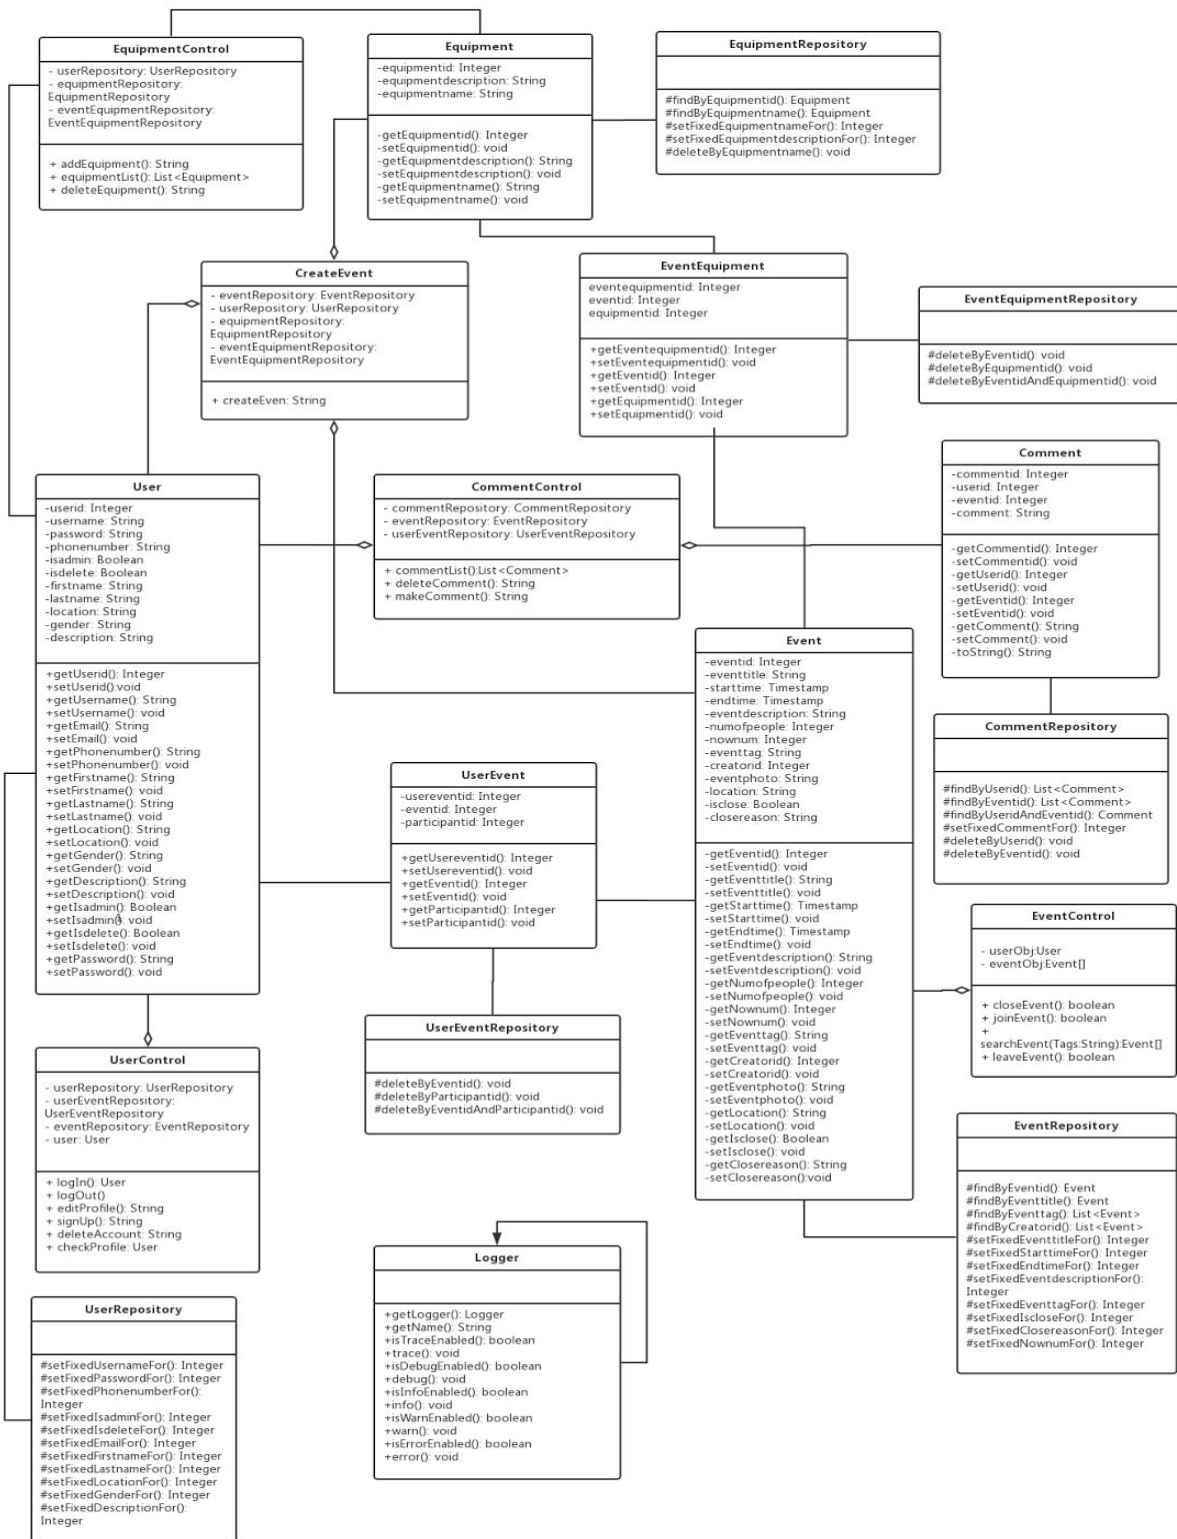 EquipmentControl
- userRepository: UserRepository
- equipmentRepository:
EquipmentRepository
- eventEquipmentRepository:
EventEquipmentRepository
+ addEquipment(): String
+ equipmentList(): List<Equipment>
+ deleteEquipment(): String
Equipment
-equipmentid: Integer
-equipmentdescription: String
-equipmentname: String
-getEquipmentid(): Integer
-setEquipmentid(): void
-getEquipmentdescription(): String
-setEquipmentdescription(): void
-getEquipmentname(): String
-setEquipmentname(): void
EquipmentRepository
#findByEquipmentid(): Equipment
#findByEquipmentname(): Equipment
#setFixedEquipmentnameFor(): Integer
#setFixedEquipmentdescriptionFor(): Integer
#deleteByEquipmentname(): void
CreateEvent
- eventRepository: EventRepository
- userRepository: UserRepository
- equipmentRepository:
EquipmentRepository
- eventEquipmentRepository:
EventEquipmentRepository
+ createEven: String
EventEquipment
eventequipmentid: Integer
eventid: Integer
equipmentid: Integer
+getEventequipmentid(): Integer
+setEventequipmentid(): void
+getEventid(): Integer
+setEventid(): void
+getEquipmentid(): Integer
+setEquipmentid(): void
EventEquipmentRepository
#deleteByEventid(): void
#deleteByEquipmentid(): void
#deleteByEventidAndEquipmentid(): void
User
-userid: Integer
-username: String
-password: String
-phonenumber: String
-isadmin: Boolean
-isdelete: Boolean
-firstname: String
-lastname: String
-location: String
-gender: String
-description: String
+getUserid(): Integer
+setUserid():void
+getUsername(): String
+setUsername(): void
+getEmail(): String
+setEmail(): void
+getPhonenumber(): String
+setPhonenumber(): void
+getFirstname(): String
+setFirstname(): void
+getLastname(): String
+setLastname(): void
+getLocation(): String
+setLocation(): void
+getGender(): String
+setGender(): void
+getDescription(): String
+setDescription(): void
+getIsadmin(): Boolean
+setIsadmin(): void
+getIsdelete(): Boolean
+setIsdelete(): void
+getPassword(): String
+setPassword(): void
CommentControl
- commentRepository: CommentRepository
- eventRepository: EventRepository
- userEventRepository: UserEventRepository
+ commentList():List<Comment>
+ deleteComment(): String
+ makeComment(): String
Comment
-commentid: Integer
-userid: Integer
-eventid: Integer
-comment: String
-getCommentid(): Integer
-setCommentid(): void
-getUserid(): Integer
-setUserid(): void
-getEventid(): Integer
-setEventid(): void
-getComment(): String
-setComment(): void
-toString(): String
Event
-eventid: Integer
-eventtitle: String
-starttime: Timestamp
-endtime: Timestamp
-eventdescription: String
-numofpeople: Integer
-nownum: Integer
-eventtag: String
-creatorid: Integer
-eventphoto: String
-location: String
-isclose: Boolean
-closereason: String
-getEventid(): Integer
-setEventid(): void
-getEventtitle(): String
-setEventtitle(): void
-getStarttime(): Timestamp
-setStarttime(): void
-getEndtime(): Timestamp
-setEndtime(): void
-getEventdescription(): String
-setEventdescription(): void
-getNumofpeople(): Integer
-setNumofpeople(): void
-getNownum(): Integer
-setNownum(): void
-getEventtag(): String
-setEventtag(): void
-getCreatorid(): Integer
-setCreatorid(): void
-getEventphoto(): String
-setEventphoto(): void
-getLocation(): String
-setLocation(): void
-getIsclose(): Boolean
-setIsclose(): void
-getClosereason(): String
-setClosereason():void
CommentRepository
#findByUserid(): List<Comment>
#findByEventid(): List<Comment>
#findByUseridAndEventid(): Comment
#setFixedCommentFor(): Integer
#deleteByUserid(): void
#deleteByEventid(): void
UserEvent
-usereventid: Integer
-eventid: Integer
-participantid: Integer
+getUsereventid(): Integer
+setUsereventid(): void
+getEventid(): Integer
+setEventid(): void
+getParticipantid(): Integer
+setParticipantid(): void
EventControl
- userObj:User
- eventObj:Event[]
+ closeEvent(): boolean
+ joinEvent(): boolean
+
searchEvent(Tags:String):Event[]
+ leaveEvent(): boolean
UserEventRepository
#deleteByEventid(): void
#deleteByParticipantid(): void
#deleteByEventidAndParticipantid(): void
UserControl
- userRepository: UserRepository
- userEventRepository:
UserEventRepository
- eventRepository: EventRepository
- user: User
+ logIn(): User
+ logOut()
+ editProfile(): String
+ signUp(): String
+ deleteAccount: String
+ checkProfile: User
EventRepository
#findByEventid(): Event
#findByEventtitle(): Event
#findByEventtag(): List<Event>
#findByCreatorid(): List<Event>
#setFixedEventtitleFor(): Integer
#setFixedStarttimeFor(): Integer
#setFixedEndtimeFor(): Integer
#setFixedEventdescriptionFor():
Integer
#setFixedEventtagFor(): Integer
#setFixedIscloseFor(): Integer
#setFixedClosereasonFor(): Integer
#setFixedNownumFor(): Integer
Logger
+getLogger(): Logger
+getName(): String
+isTraceEnabled(): boolean
+trace(): void
+isDebugEnabled(): boolean
+debug(): void
+isInfoEnabled(): boolean
+info(): void
+isWarnEnabled(): boolean
+warn(): void
+isErrorEnabled(): boolean
+error(): void
UserRepository
#setFixedUsernameFor(): Integer
#setFixedPasswordFor(): Integer
#setFixedPhonenumberFor():
Integer
#setFixedIsadminFor(): Integer
#setFixedIsdeleteFor(): Integer
#setFixedEmailFor(): Integer
#setFixedFirstnameFor(): Integer
#setFixedLastnameFor(): Integer
#setFixedLocationFor(): Integer
#setFixedGenderFor(): Integer
#setFixedDescriptionFor():
Integer